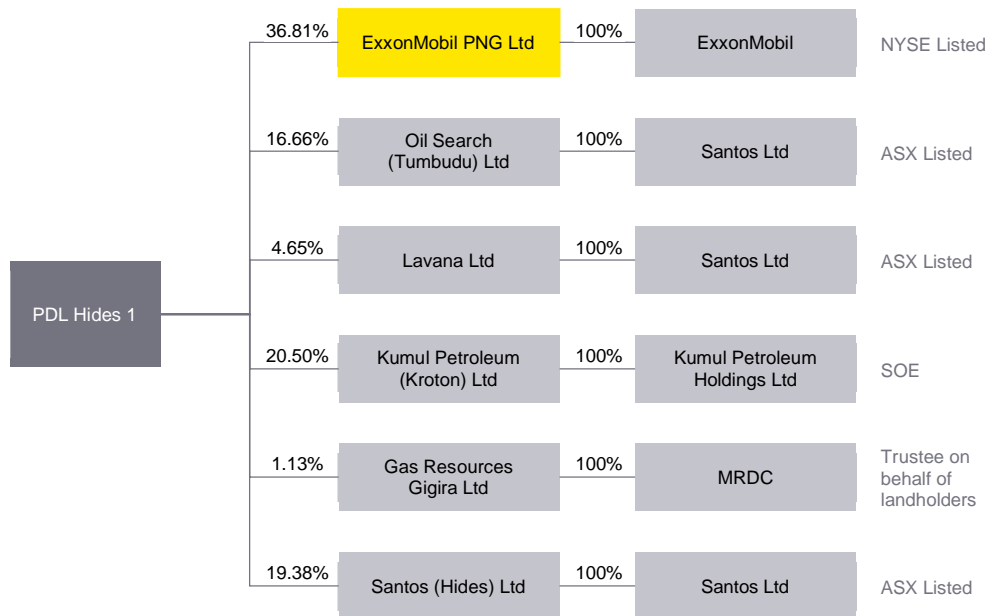 36.81%
ExxonMobil PNG Ltd
100%
ExxonMobil
NYSE Listed
16.66%
Oil Search
(Tumbudu) Ltd
100%
Santos Ltd
ASX Listed
4.65%
Lavana Ltd
100%
Santos Ltd
ASX Listed
PDL Hides 1
20.50%
Kumul Petroleum
(Kroton) Ltd
100%
Kumul Petroleum
Holdings Ltd
SOE
1.13%
Gas Resources
Gigira Ltd
100%
MRDC
Trustee on
behalf of
landholders
19.38%
Santos (Hides) Ltd
100%
Santos Ltd
ASX Listed